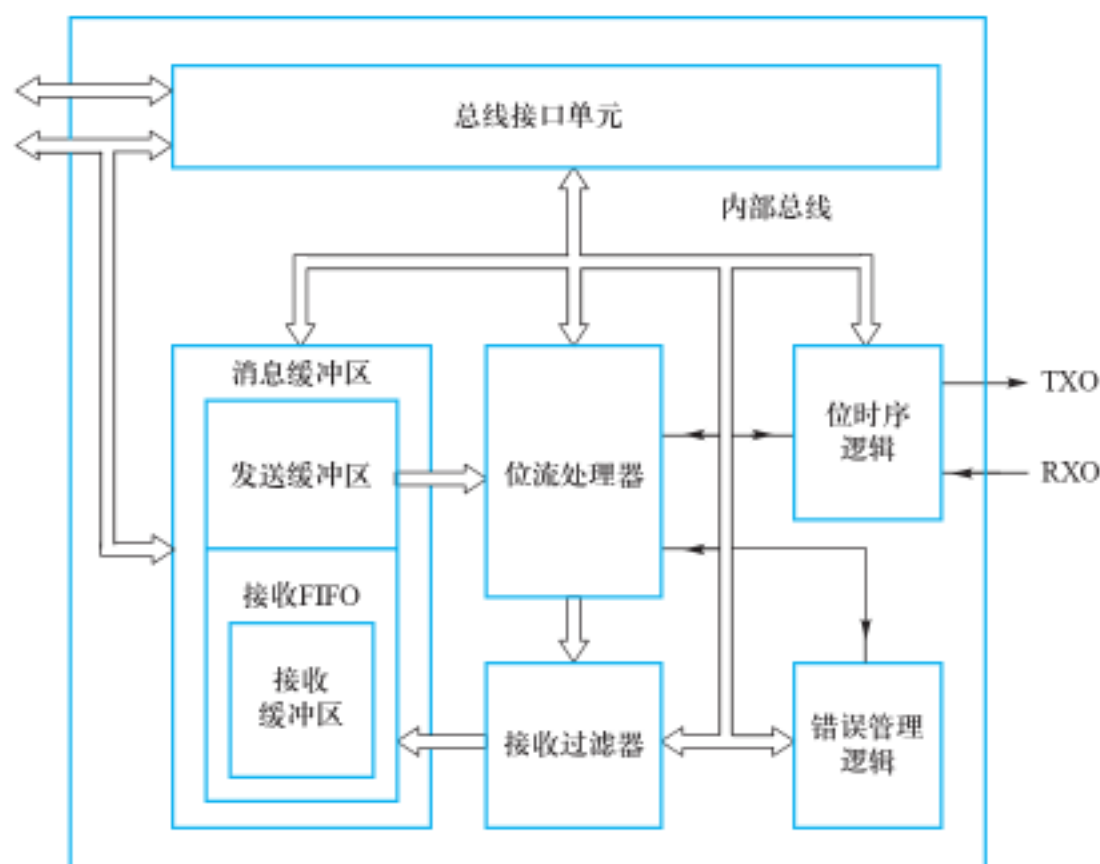 总线接口单元
内部总线
消息缓冲区
发送缓冲区
接收FIFO
接收
缓冲区
位流处理器
接收过滤器
位时序
逻辑
TXO
RXO
错误管理
逻辑